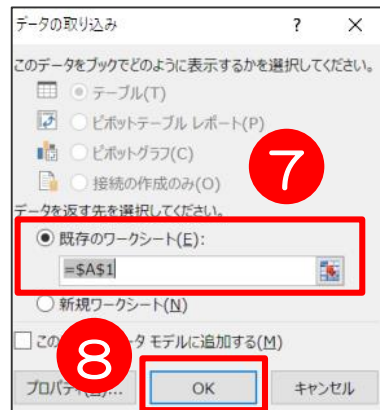 データの取り込み ? ×
このデータをブックでどのように表示するかを選択してください。
テーブル(T)
ピボットテーブル レポート(P)
ピボットグラフ(C)
接続の作成のみ(O)
7
データを返す先を選択してください。
既存のワークシート(E):
=$A$1
新規ワークシート(N)
この タ モデルに追加する(M)
8
プロパティ(R)... OK キャンセル